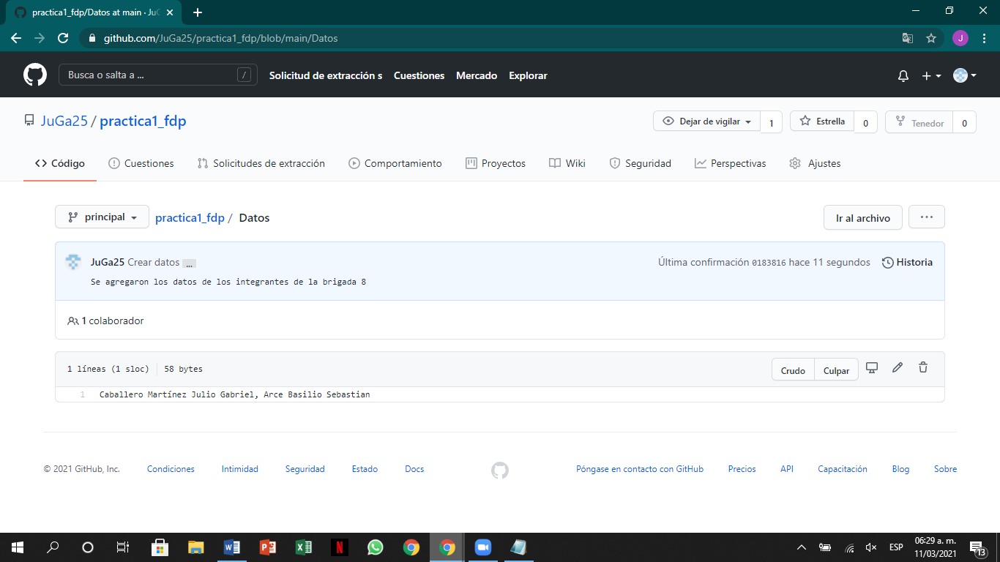 practica1_fdp/Datos at main · JuG
github.com/JuGa25/practica1_fdp/blob/main/Datos
J
Busca o salta a ...
/
Solicitud de extracción s Cuestiones Mercado Explorar
JuGa25 / practica1_fdp
Dejar de vigilar 1 Estrella 0 Tenedor 0
Código Cuestiones Solicitudes de extracción Comportamiento Proyectos Wiki Seguridad Perspectivas Ajustes
principal practica1_fdp / Datos Ir al archivo ...
JuGa25 Crear datos ... Última confirmación 0183816 hace 11 segundos Historia
Se agregaron los datos de los integrantes de la brigada 8
1 colaborador
1 líneas (1 sloc) 58 bytes Crudo Culpar
1 Caballero Martínez Julio Gabriel, Arce Basilio Sebastian
© 2021 GitHub, Inc. Condiciones Intimidad Seguridad Estado Docs Póngase en contacto con GitHub Precios API Capacitación Blog Sobre
ESP
06:29 a. m.
11/03/2021
13